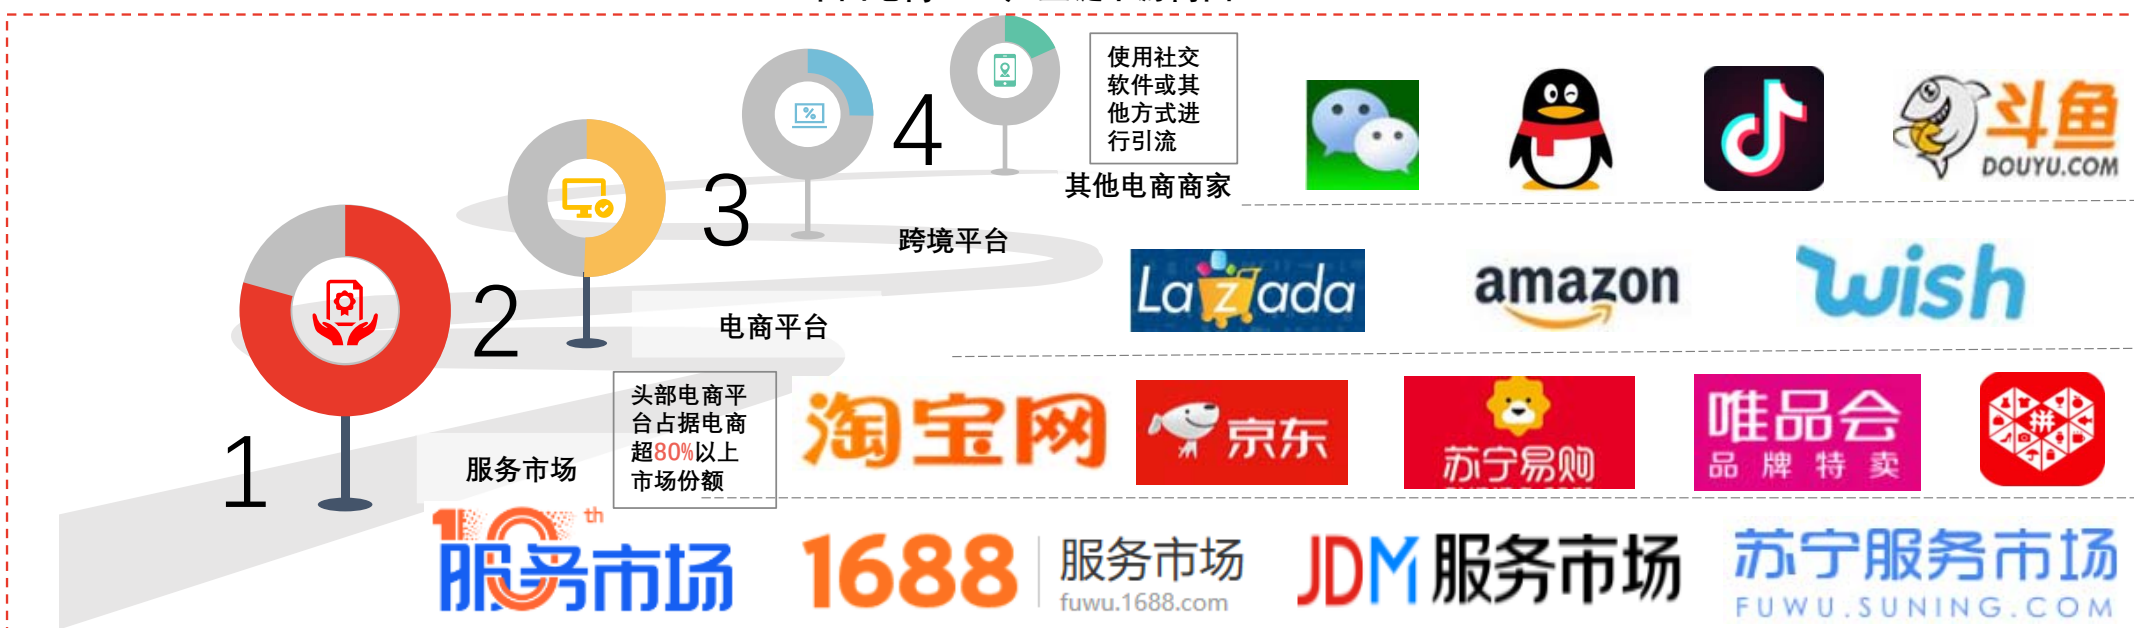 4
使用社交
软件或其
他方式进
行引流
其他电商商家
斗鱼
DOUYU.COM
3
跨境平台
Lazada
amazon
wish
2
电商平台
头部电商平
台占据电商
超80%以上
市场份额
淘宝网
京东
苏宁易购
唯品会
品牌特卖
拼
1
服务市场
10th
服务市场
1688
服务市场
fuwu.1688.com
JDM 服务市场
苏宁服务市场
FUWU.SUNING.COM